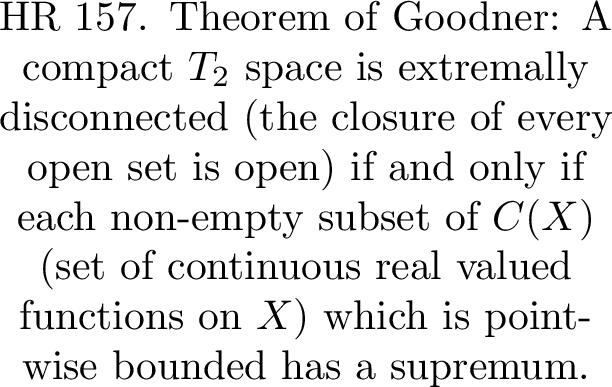 HR 157. Theorem of Goodner: A
compact $T_2$ space is extremally
disconnected (the closure of every
open set is open) if and only if
each non-empty subset of $C(X)$
(set of continuous real valued
functions on $X$) which is point-
wise bounded has a supremum.